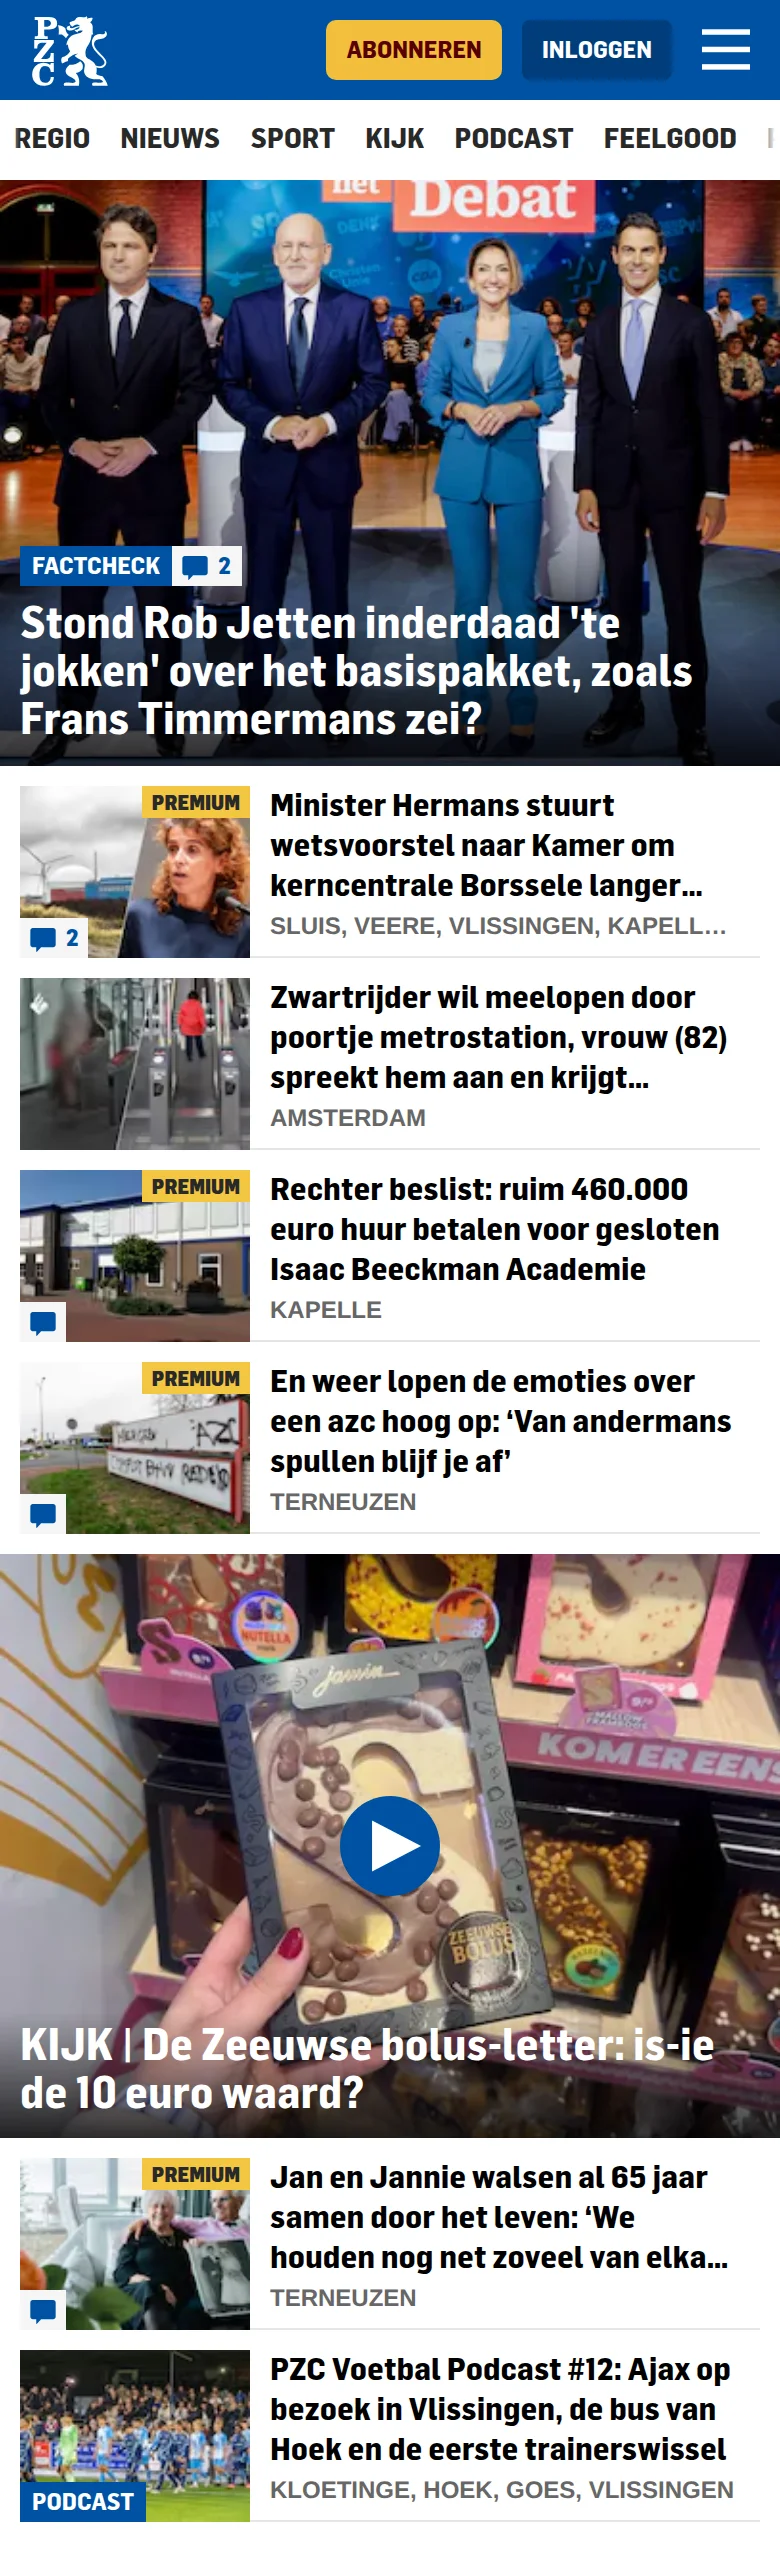 PZC
ABONNEREN
INLOGGEN
REGIO NIEUWS SPORT KIJK PODCAST FEELGOOD
het
Debat
FACTCHECK 2
Stond Rob Jetten inderdaad 'te
jokken' over het basispakket, zoals
Frans Timmermans zei?
PREMIUM
2
Minister Hermans stuurt
wetsvoorstel naar Kamer om
kerncentrale Borssele langer...
SLUIS, VEERE, VLISSINGEN, KAPELL...
Zwartrijder wil meelopen door
poortje metrostation, vrouw (82)
spreekt hem aan en krijgt...
AMSTERDAM
PREMIUM
Rechter beslist: ruim 460.000
euro huur betalen voor gesloten
Isaac Beeckman Academie
KAPELLE
PREMIUM
AZC
En weer lopen de emoties over
een azc hoog op: ‘Van andermans
spullen blijf je af’
TERNEUZEN
NUTELLA
jamin
KOM ER EENS
ZEEUWSE
BOLUS
KIJK | De Zeeuwse bolus-letter: is-ie
de 10 euro waard?
PREMIUM
Jan en Jannie walsen al 65 jaar
samen door het leven: ‘We
houden nog net zoveel van elka...
TERNEUZEN
PODCAST
PZC Voetbal Podcast #12: Ajax op
bezoek in Vlissingen, de bus van
Hoek en de eerste trainerswissel
KLOETINGE, HOEK, GOES, VLISSINGEN